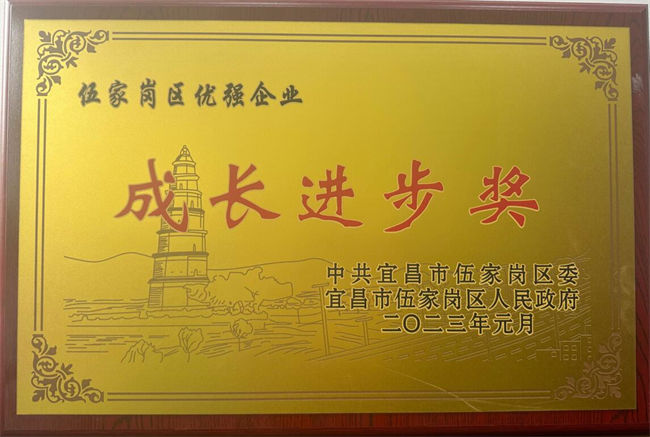 伍家岗区优强企业
成长进步奖
中共宜昌市伍家岗区委
宜昌市伍家岗区人民政府
二〇二三年元月